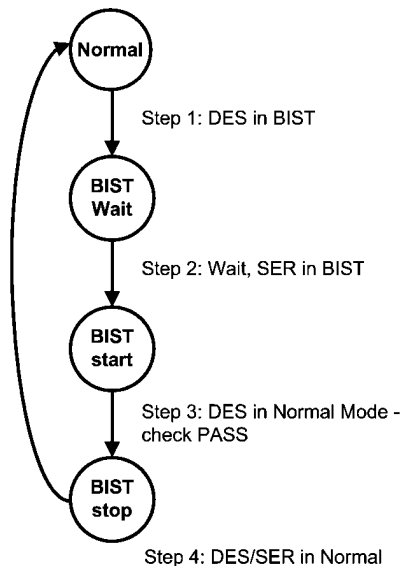 Normal
Step 1: DES in BIST
BIST
Wait
Step 2: Wait, SER in BIST
BIST
start
Step 3: DES in Normal Mode -
check PASS
BIST
stop
Step 4: DES/SER in Normal